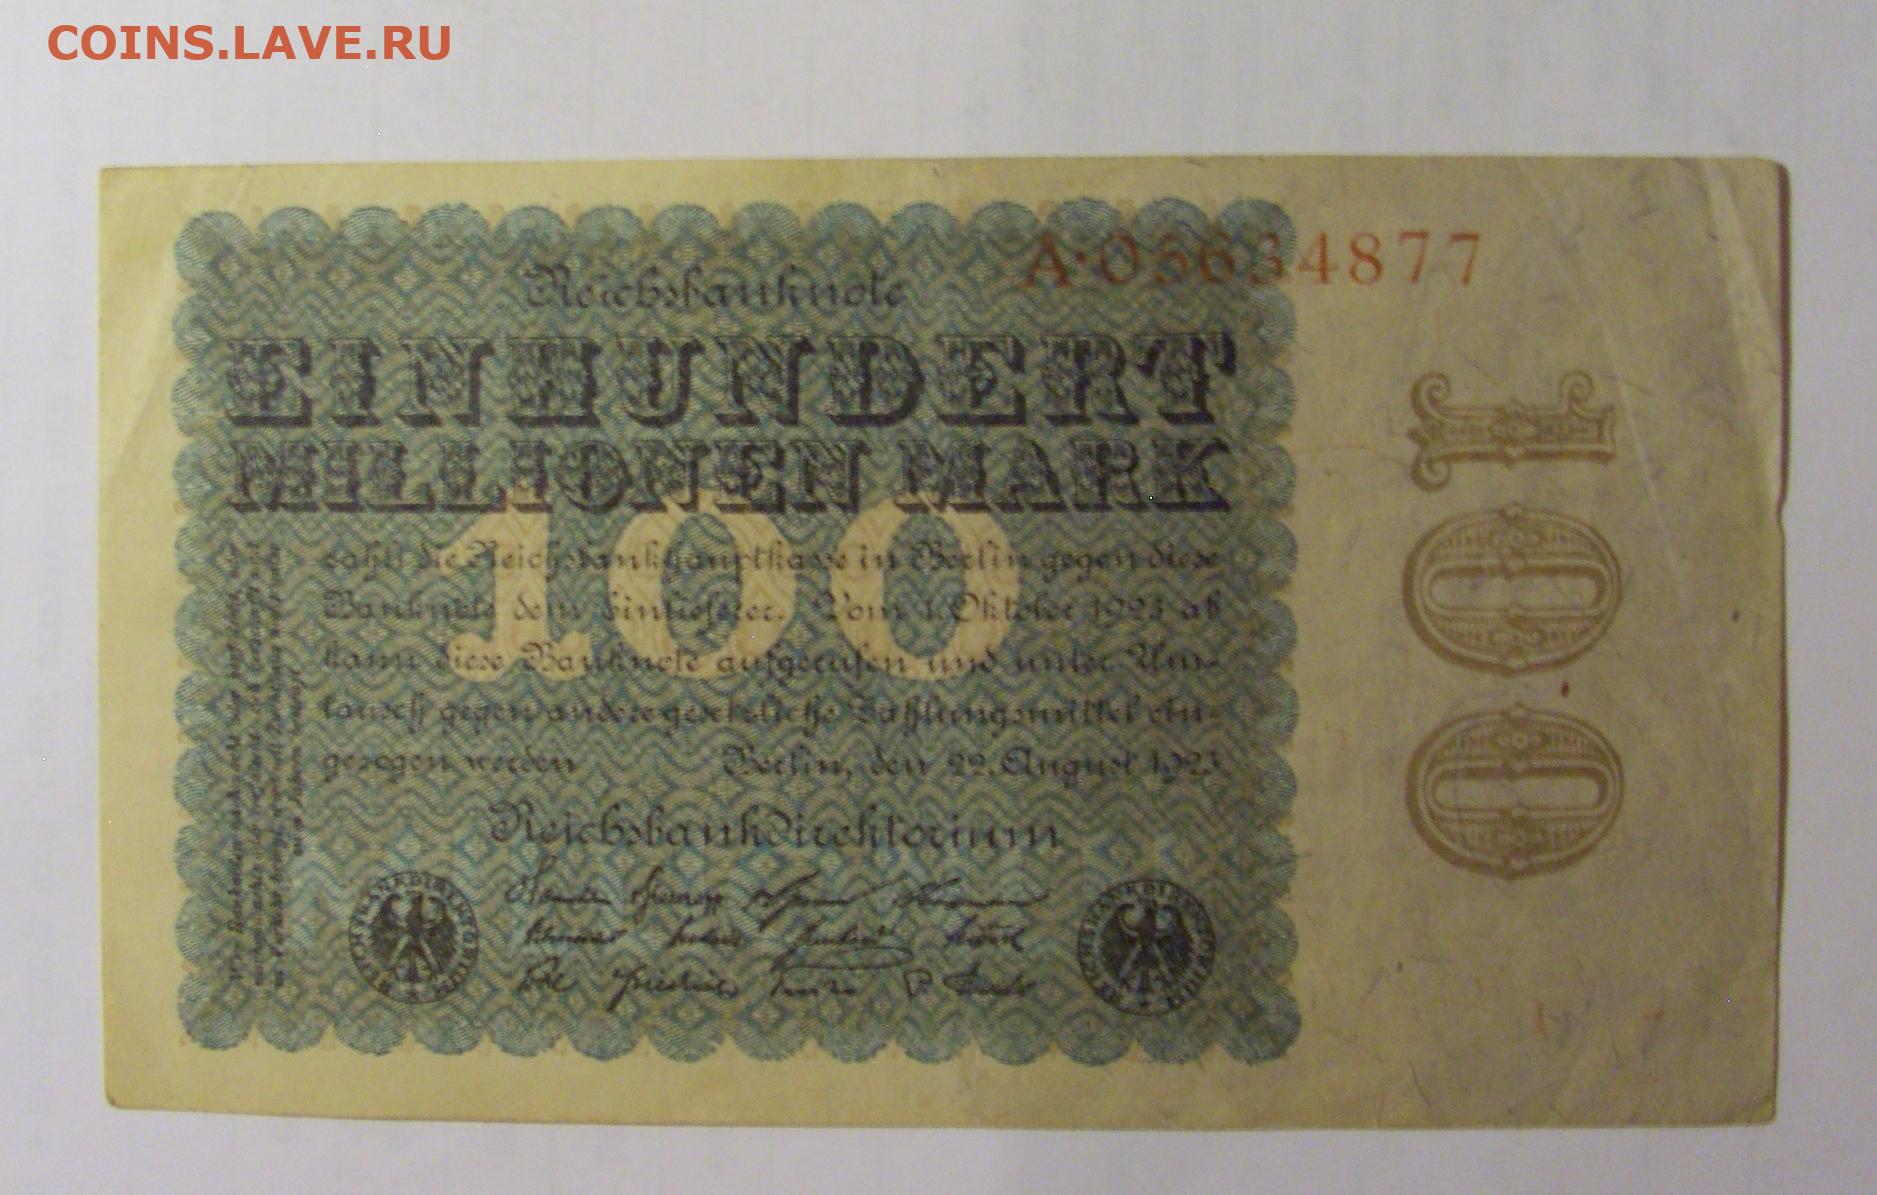 COINS.LAVE.RU
A·05634877
Reichsbanknote
EINHUNDERT
MILLIONEN MARK
100
zahlt die Reichsbankhauptkasse in Berlin gegen diese
Banknote dem Einlieferer. Vom 1. Oktober 1923 ab
kann diese Banknote aufgerufen und unter Um-
tausch gegen andere gesetzliche Zahlungsmittel ein-
gezogen werden Berlin, den 22. August 1923
Reichsbankdirektorium
REICHSBANKDIREKTORIUM
REICHSBANKDIREKTORIUM
100